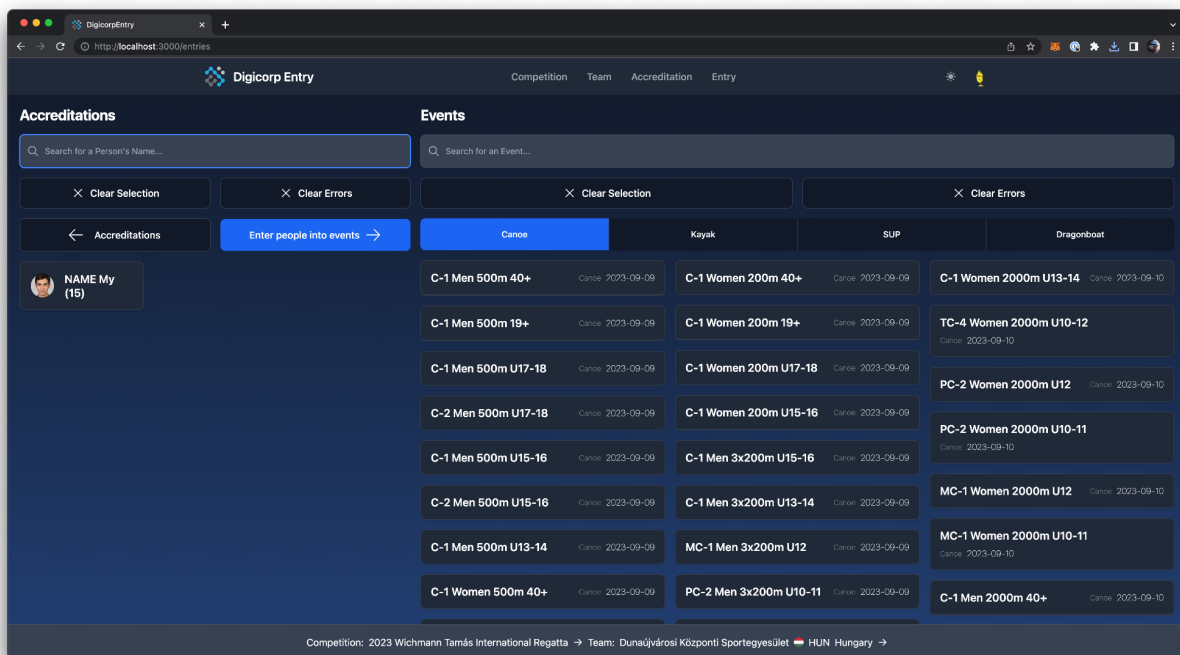 DigicorpEntry
http://localhost:3000/entries
Digicorp Entry
Competition Team Accreditation Entry
Accreditations
Search for a Person's Name...
Clear Selection
Clear Errors
Accreditations
Enter people into events
NAME My
(15)
Events
Search for an Event...
Clear Selection
Clear Errors
Canoe
Kayak
SUP
Dragonboat
C-1 Men 500m 40+ Canoe 2023-09-09
C-1 Men 500m 19+ Canoe 2023-09-09
C-1 Men 500m U17-18 Canoe 2023-09-09
C-2 Men 500m U17-18 Canoe 2023-09-09
C-1 Men 500m U15-16 Canoe 2023-09-09
C-2 Men 500m U15-16 Canoe 2023-09-09
C-1 Men 500m U13-14 Canoe 2023-09-09
C-1 Women 500m 40+ Canoe 2023-09-09
C-1 Women 200m 40+ Canoe 2023-09-09
C-1 Women 200m 19+ Canoe 2023-09-09
C-1 Women 200m U17-18 Canoe 2023-09-09
C-1 Women 200m U15-16 Canoe 2023-09-09
C-1 Men 3x200m U15-16 Canoe 2023-09-09
C-1 Men 3x200m U13-14 Canoe 2023-09-09
MC-1 Men 3x200m U12 Canoe 2023-09-09
PC-2 Men 3x200m U10-11 Canoe 2023-09-09
C-1 Women 2000m U13-14 Canoe 2023-09-10
TC-4 Women 2000m U10-12
Canoe 2023-09-10
PC-2 Women 2000m U12 Canoe 2023-09-10
PC-2 Women 2000m U10-11
Canoe 2023-09-10
MC-1 Women 2000m U12 Canoe 2023-09-10
MC-1 Women 2000m U10-11
Canoe 2023-09-10
C-1 Men 2000m 40+ Canoe 2023-09-10
Competition: 2023 Wichmann Tamás International Regatta → Team: Dunaújvárosi Központi Sportegyesület HUN Hungary →